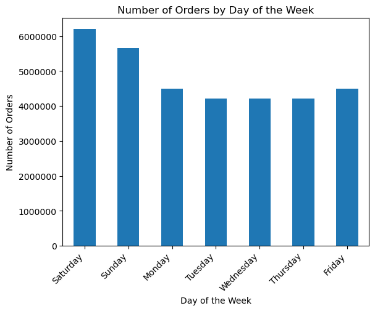 Number of Orders by Day of the Week
Number of Orders
6000000
5000000
4000000
3000000
2000000
1000000
0
Saturday
Sunday
Monday
Tuesday
Wednesday
Thursday
Friday
Day of the Week